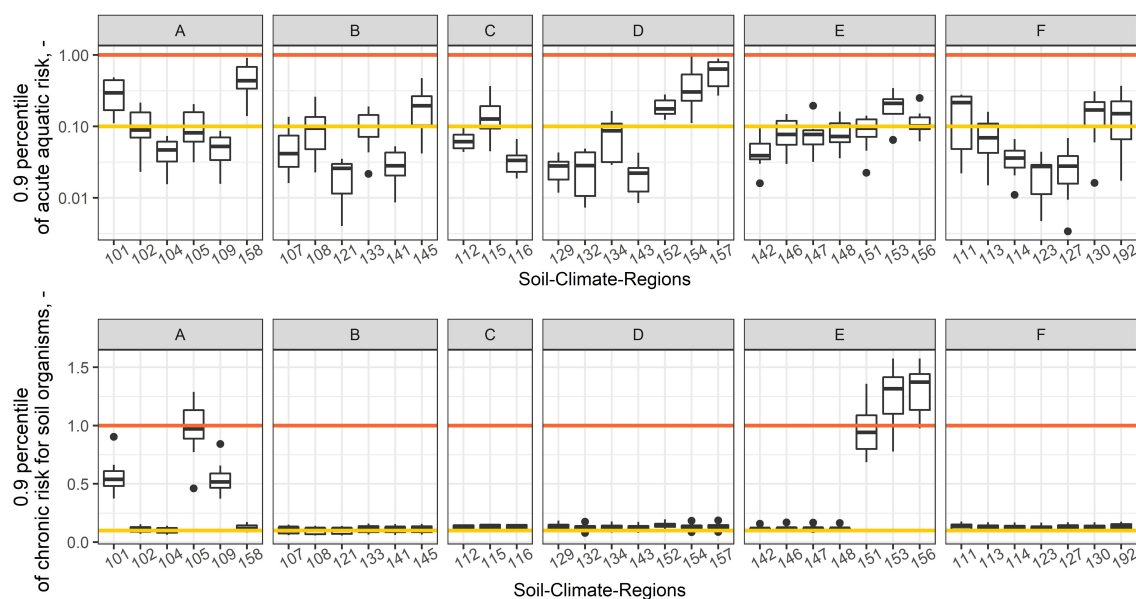 0.9 percentile
of acute aquatic risk, -
A B C D E F
1.00
0.10
0.01
101 102 104 105 109 158 107 108 121 133 141 145 112 115 116 129 132 134 143 152 154 157 142 146 147 148 151 153 156 111 113 114 123 127 130 192
Soil-Climate-Regions
0.9 percentile
of chronic risk for soil organisms, -
A B C D E F
1.5
1.0
0.5
0.0
101 102 104 105 109 158 107 108 121 133 141 145 112 115 116 129 132 134 143 152 154 157 142 146 147 148 151 153 156 111 113 114 123 127 130 192
Soil-Climate-Regions